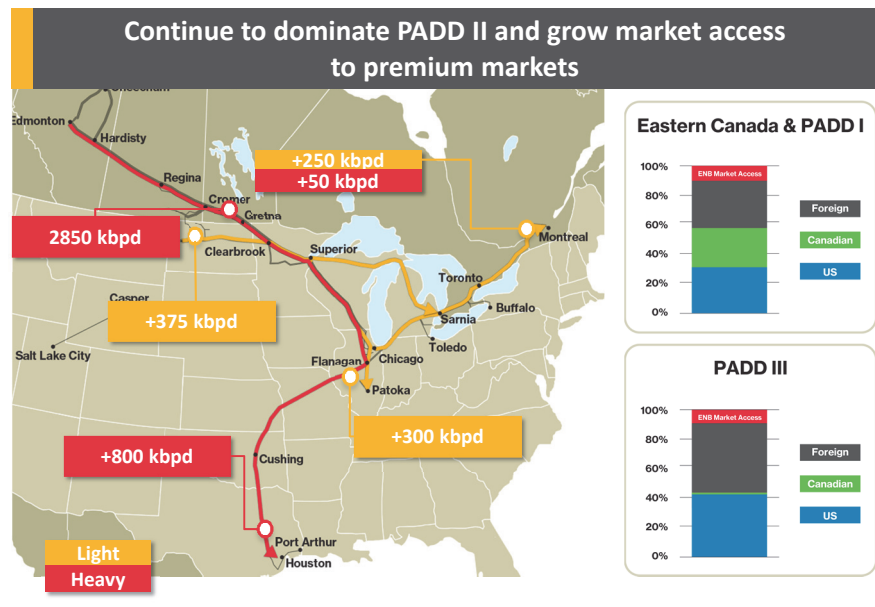 Continue to dominate PADD II and grow market access
to premium markets
Cheecham
Edmonton
Hardisty
Regina
Cromer
Gretna
Clearbrook
Superior
Montreal
Toronto
Buffalo
Sarnia
Toledo
Casper
Salt Lake City
Flanagan
Chicago
Patoka
Cushing
Port Arthur
Houston
+250 kbpd
+50 kbpd
2850 kbpd
+375 kbpd
+300 kbpd
+800 kbpd
Light
Heavy
Eastern Canada & PADD I
100%
80%
60%
40%
20%
0%
ENB Market Access
Foreign
Canadian
US
PADD III
100%
80%
60%
40%
20%
0%
ENB Market Access
Foreign
Canadian
US